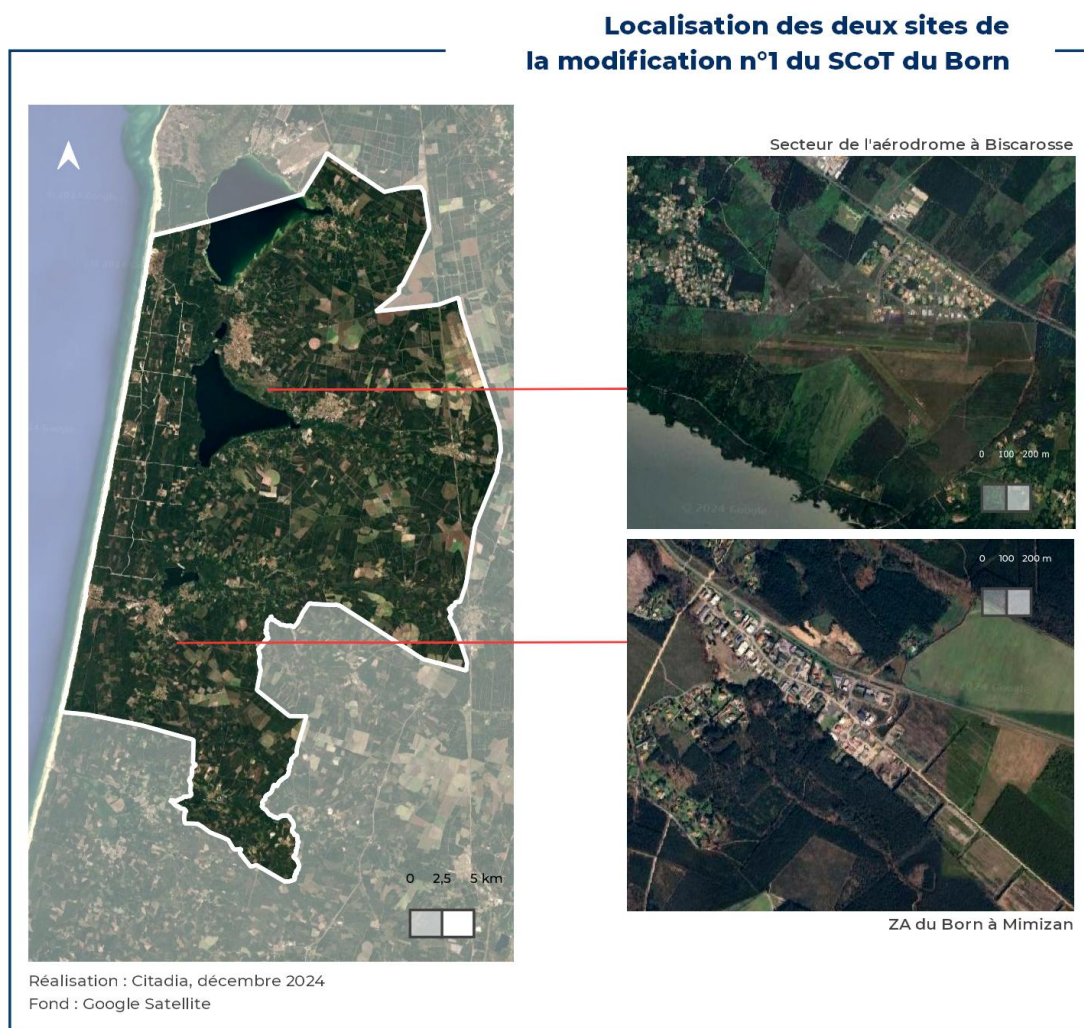 Localisation des deux sites de
la modification n°1 du SCoT du Born
Secteur de l'aérodrome à Biscarosse
0 100 200 m
© 2024 Google
0 100 200 m
ZA du Born à Mimizan
0 2,5 5 km
Réalisation : Citadia, décembre 2024
Fond : Google Satellite